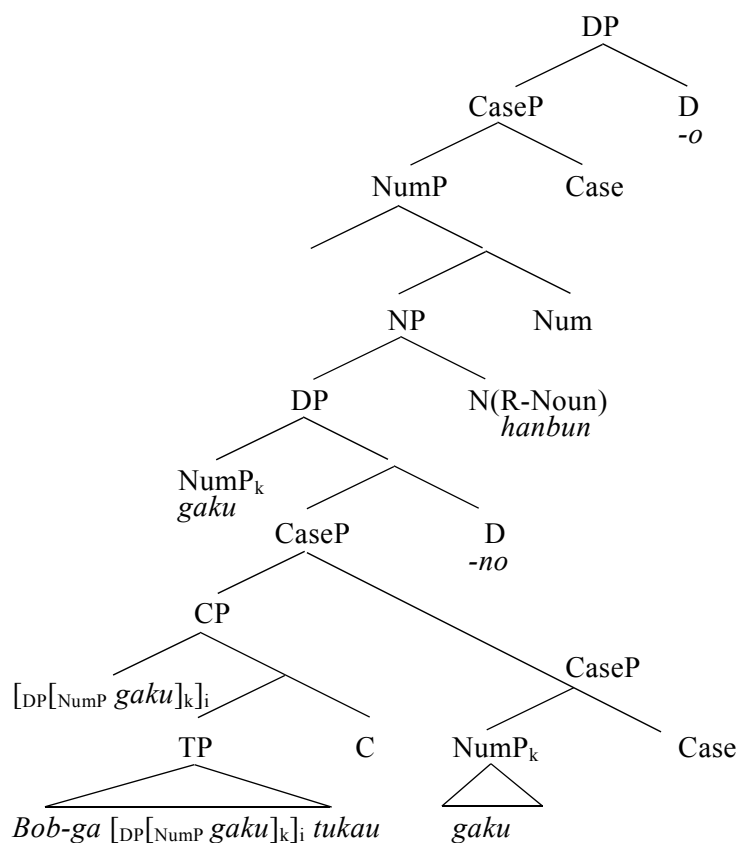 DP
CaseP D
-o
NumP Case
NP Num
DP N(R-Noun)
hanbun
NumPk
gaku
CaseP D
-no
CP
CaseP
[DP[NumP gaku]k]i
TP C NumPk Case
Bob-ga [DP[NumP gaku]k]i tukau gaku